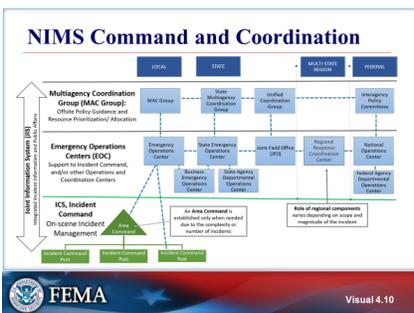 NIMS Command and Coordination
LOCAL
STATE
MULTI-STATE
REGION
FEDERAL
Joint Information System (JIS)
Integrated Incident Information and Public Affairs
Multiagency Coordination
Group (MAC Group):
Offsite Policy Guidance and
Resource Prioritization/ Allocation
MAC Group
State
Multiagency
Coordination
Group
Unified
Coordination
Group
Interagency
Policy
Committees
Emergency Operations
Centers (EOC)
Support to Incident Command,
and/or other Operations and
Coordination Centers
Emergency
Operations
Center
State Emergency
Operations
Center
Joint Field Office
(JFO)
Regional
Response
Coordination
Center
National
Operations
Center
Business
Emergency
Operations
Center
State Agency
Departmental
Operations
Center
Federal Agency
Departmental
Operations
Center
ICS, Incident
Command
On-scene Incident
Management
Area
Command
An Area Command is
established only when needed
due to the complexity or
number of incidents
Role of regional components
varies depending on scope and
magnitude of the incident
Incident Command
Post
Incident Command
Post
Incident Command
Post
FEMA
Visual 4.10